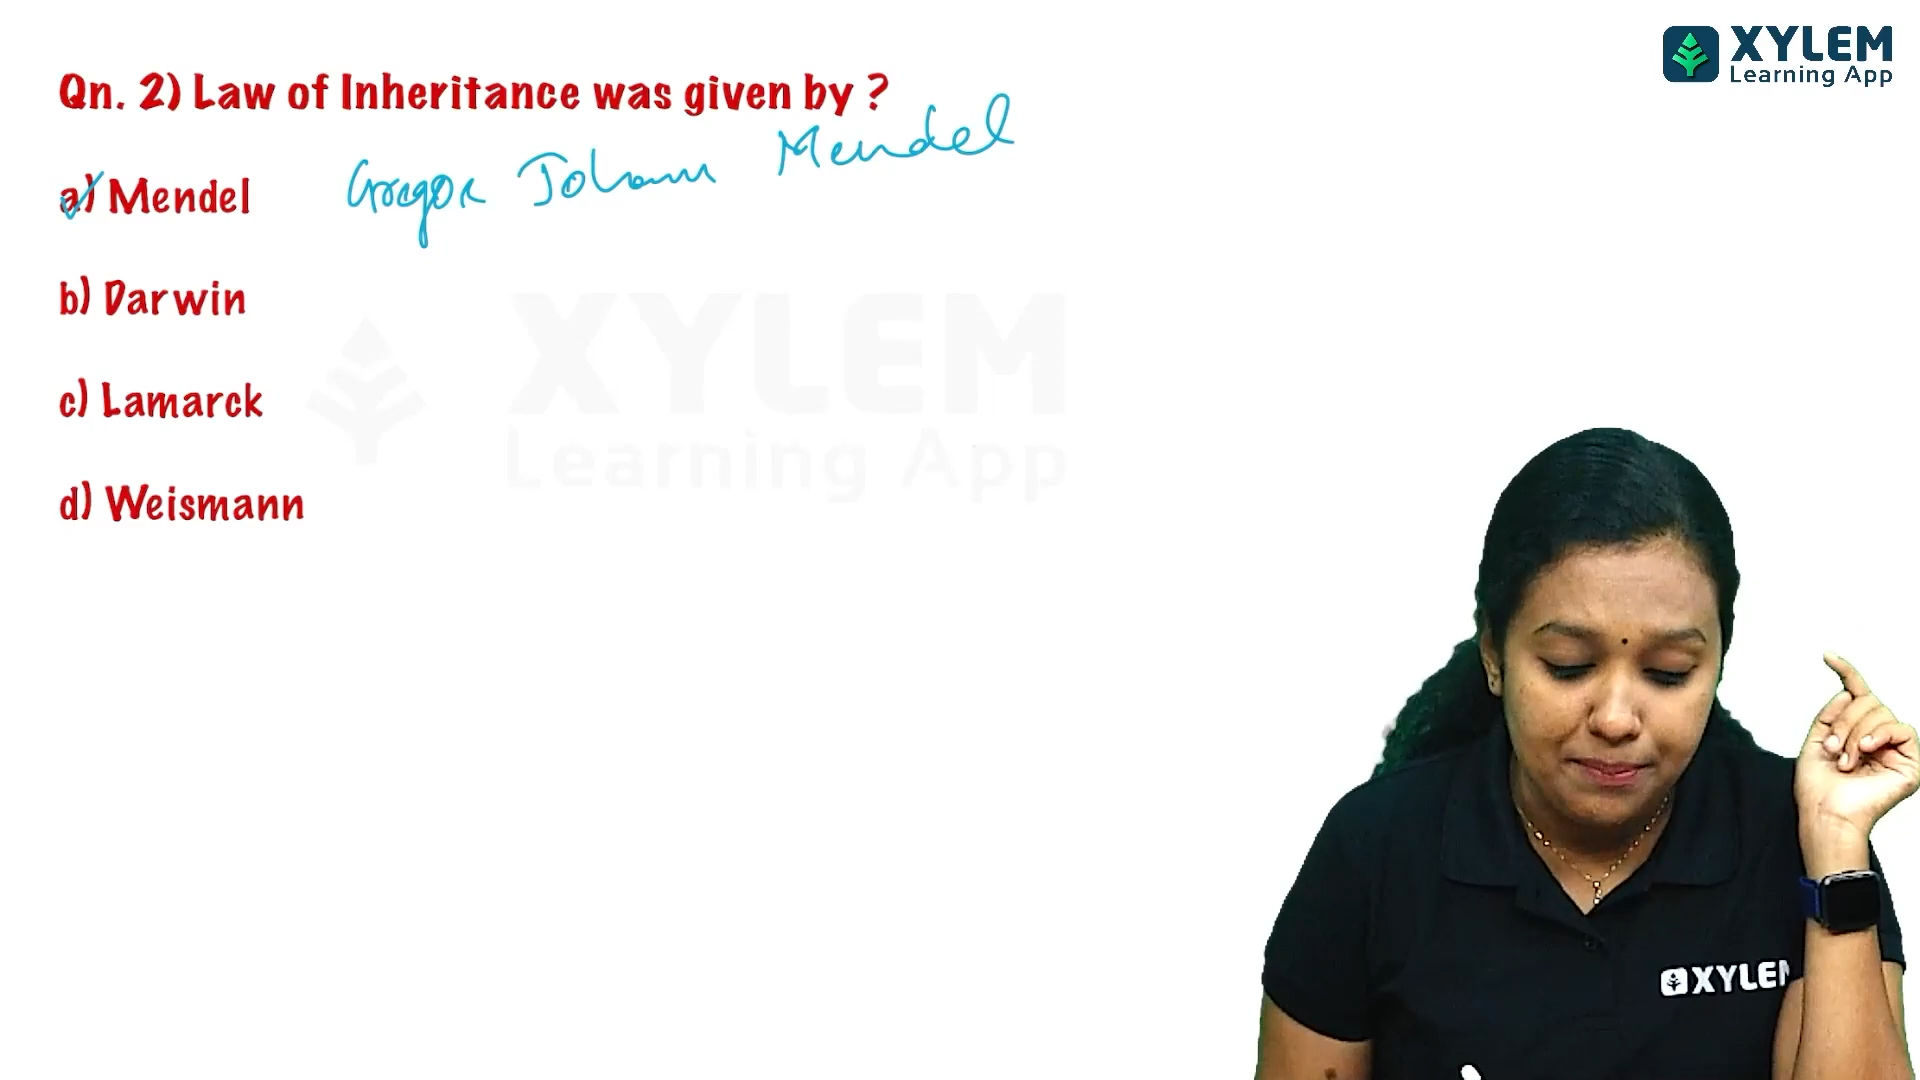 XYLEM
Learning App
Qn. 2) Law of Inheritance was given by ?
a) Mendel
Gregor Johann Mendel
b) Darwin
c) Lamarck
d) Weismann
XYLEM
Learning App
XYLEM